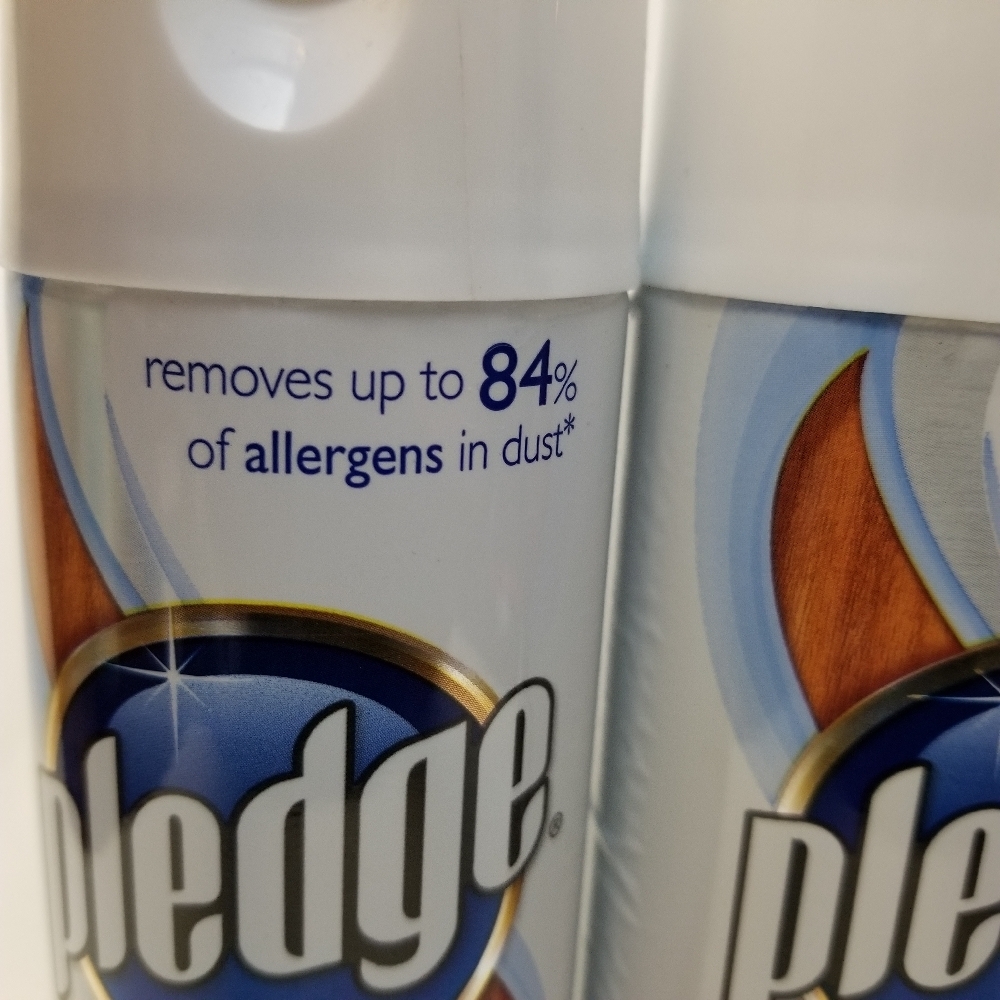 removes up to 84%
of allergens in dust*
pledge®
ple